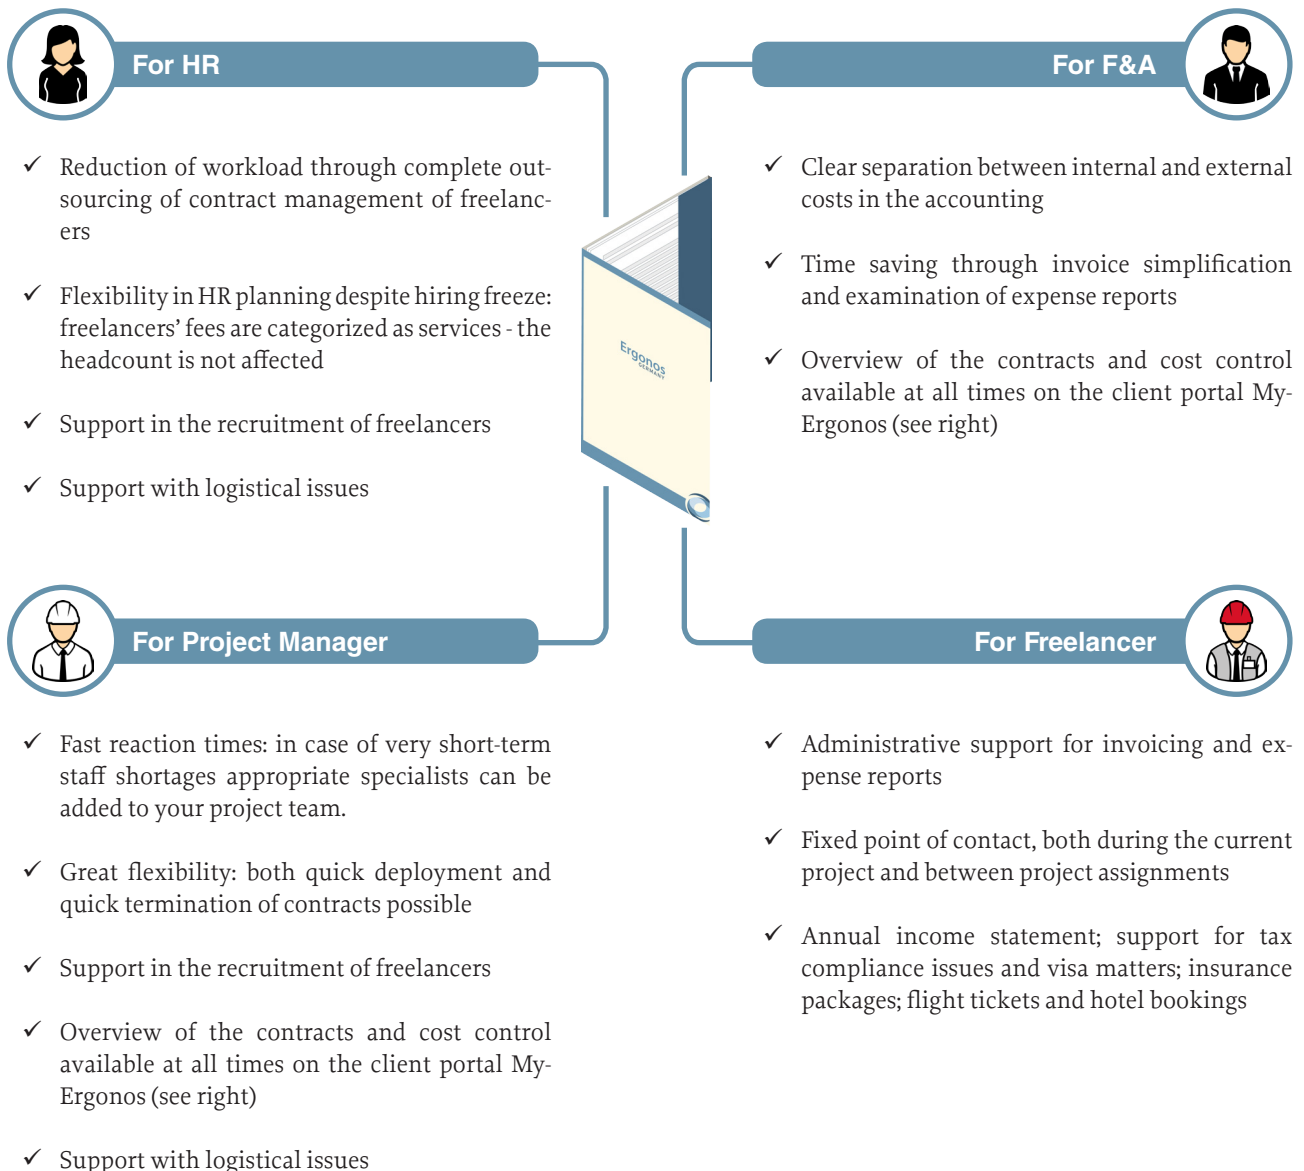 For HR
Reduction of workload through complete out-
sourcing of contract management of freelanc-
ers
Flexibility in HR planning despite hiring freeze:
freelancers’ fees are categorized as services - the
headcount is not affected
Support in the recruitment of freelancers
Support with logistical issues
For F&A
Clear separation between internal and external
costs in the accounting
Time saving through invoice simplification
and examination of expense reports
Overview of the contracts and cost control
available at all times on the client portal My-
Ergonos (see right)
Ergonos
GERMANY
For Project Manager
Fast reaction times: in case of very short-term
staff shortages appropriate specialists can be
added to your project team.
Great flexibility: both quick deployment and
quick termination of contracts possible
Support in the recruitment of freelancers
Overview of the contracts and cost control
available at all times on the client portal My-
Ergonos (see right)
Support with logistical issues
For Freelancer
Administrative support for invoicing and ex-
pense reports
Fixed point of contact, both during the current
project and between project assignments
Annual income statement; support for tax
compliance issues and visa matters; insurance
packages; flight tickets and hotel bookings